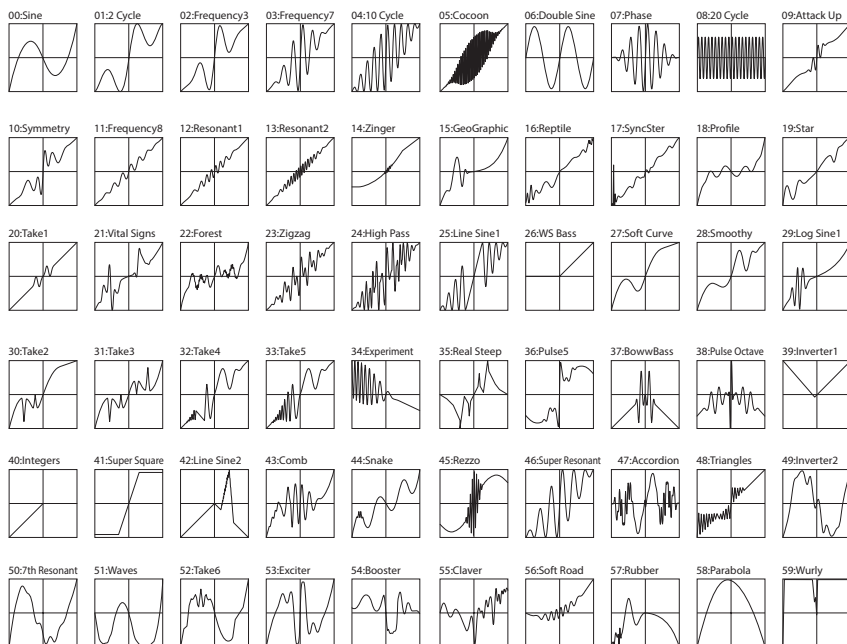 00:Sine 01:2 Cycle 02:Frequency3 03:Frequency7 04:10 Cycle 05:Cocoon 06:Double Sine 07:Phase 08:20 Cycle 09:Attack Up
10:Symmetry 11:Frequency8 12:Resonant1 13:Resonant2 14:Zinger 15:GeoGraphic 16:Reptile 17:SyncSter 18:Profile 19:Star
20:Take1 21:Vital Signs 22:Forest 23:Zigzag 24:High Pass 25:Line Sine1 26:WS Bass 27:Soft Curve 28:Smoothy 29:Log Sine1
30:Take2 31:Take3 32:Take4 33:Take5 34:Experiment 35:Real Steep 36:Pulse5 37:BowwBass 38:Pulse Octave 39:Inverter1
40:Integers 41:Super Square 42:Line Sine2 43:Comb 44:Snake 45:Rezzo 46:Super Resonant 47:Accordion 48:Triangles 49:Inverter2
50:7th Resonant 51:Waves 52:Take6 53:Exciter 54:Booster 55:Claver 56:Soft Road 57:Rubber 58:Parabola 59:Wurly